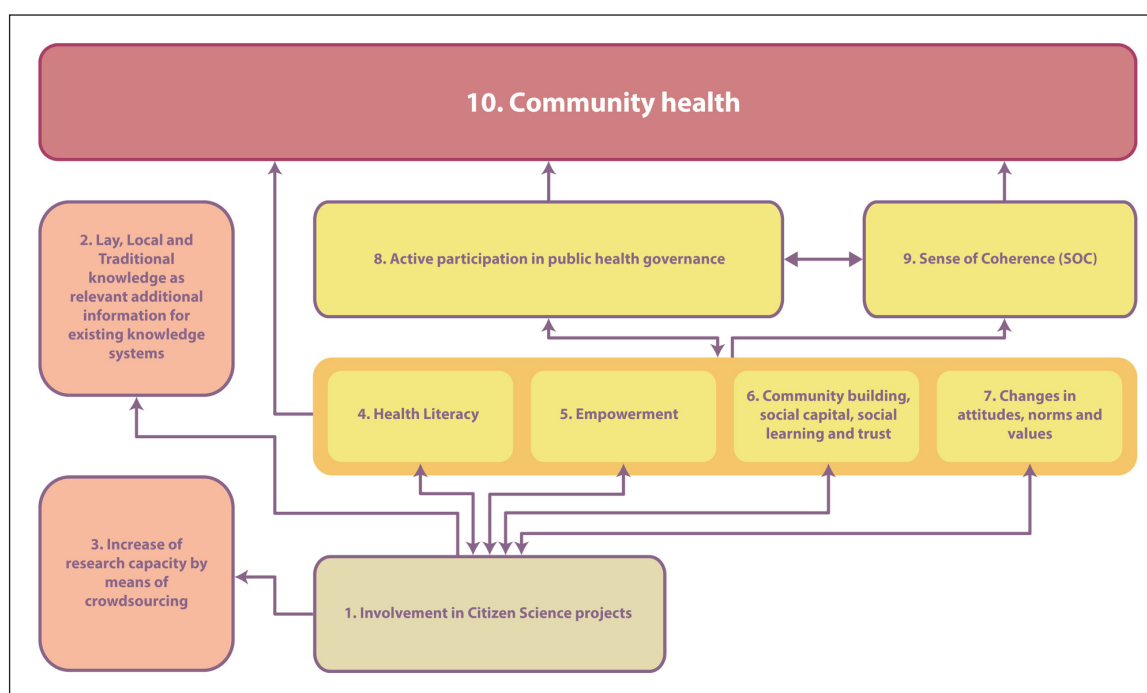 10. Community health
2. Lay, Local and
Traditional
knowledge as
relevant additional
information for
existing knowledge
systems
8. Active participation in public health governance
9. Sense of Coherence (SOC)
4. Health Literacy
5. Empowerment
6. Community building,
social capital, social
learning and trust
7. Changes in
attitudes, norms and
values
3. Increase of
research capacity by
means of
crowdsourcing
1. Involvement in Citizen Science projects